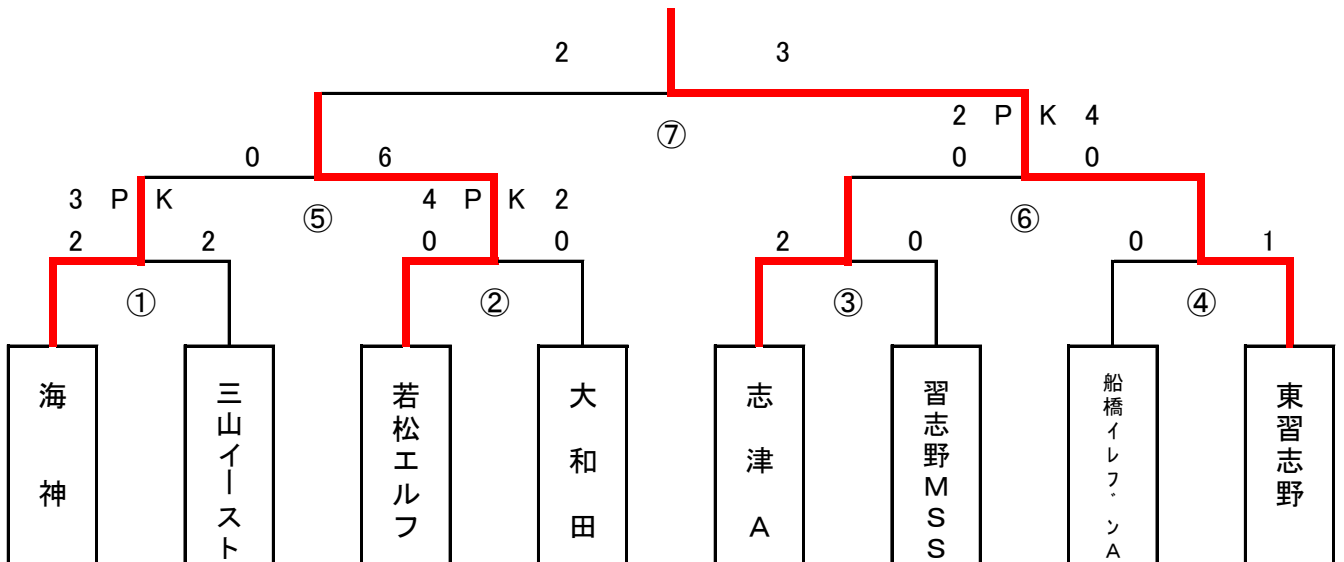 2 3
2 P K 4
⑦
0 6 0 0
3 P K 4 P K 2
⑤ ⑥
2 2 0 0 2 0 0 1
① ② ③ ④
海神
三山イースト
若松エルフ
大和田
志津A
習志野MSS
船橋ｲﾚﾌﾞﾝA
東習志野